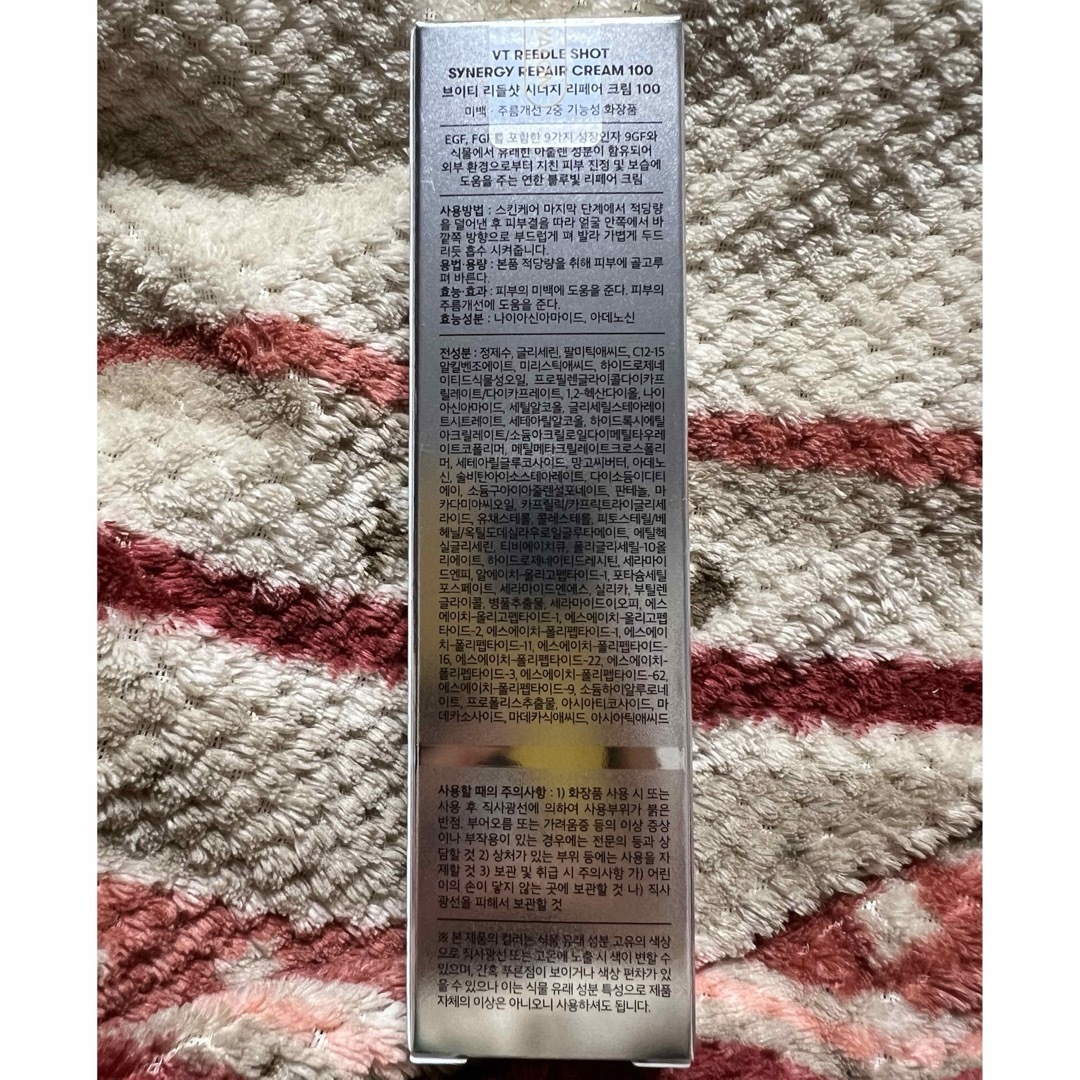 VT REEDLE SHOT
SYNERGY REPAIR CREAM 100
브이티 리들샷 시너지 리페어 크림 100
미백 · 주름개선 2중 기능성 화장품
EGF, FGF를 포함한 9가지 성장인자 9GF와
식물에서 유래한 아줄렌 성분이 함유되어
외부 환경으로부터 지친 피부 진정 및 보습에
도움을 주는 연한 블루빛 리페어 크림
사용방법 : 스킨케어 마지막 단계에서 적당량
을 덜어낸 후 피부결을 따라 얼굴 안쪽에서 바
깥쪽 방향으로 부드럽게 펴 발라 가볍게 두드
리듯 흡수 시켜줍니다.
용법·용량 : 본품 적당량을 취해 피부에 골고루
펴 바른다.
효능·효과 : 피부의 미백에 도움을 준다. 피부의
주름개선에 도움을 준다.
효능성분 : 나이아신아마이드, 아데노신
전성분 : 정제수, 글리세린, 팔미틱애씨드, C12-15
알킬벤조에이트, 미리스틱애씨드, 하이드로제네
이티드식물성오일, 프로필렌글라이콜다이카프
릴레이트/다이카프레이트, 1,2-헥산다이올, 나이
아신아마이드, 세틸알코올, 글리세릴스테아레이
트시트레이트, 세테아릴알코올, 하이드록시에틸
아크릴레이트/소듐아크릴로일다이메틸타우레
이트코폴리머, 메틸메타크릴레이트크로스폴리
머, 세테아릴글루코사이드, 망고씨버터, 아데노
신, 솔비탄아이소스테아레이트, 다이소듐이디티
에이, 소듐구아이아줄렌설포네이트, 판테놀, 마
카다미아씨오일, 카프릴릭/카프릭트라이글리세
라이드, 유채스테롤, 콜레스테롤, 피토스테릴/베
헤닐/옥틸도데실라우로일글루타메이트, 에틸헥
실글리세린, 티비에이치큐, 폴리글리세릴-10올
리에이트, 하이드로제네이티드레시틴, 세라마이
드엔피, 알에이치-올리고펩타이드-1, 포타슘세틸
포스페이트, 세라마이드엔에스, 실리카, 부틸렌
글라이콜, 병풀추출물, 세라마이드이오피, 에스
에이치-올리고펩타이드-1, 에스에이치-올리고펩
타이드-2, 에스에이치-폴리펩타이드-1, 에스에이
치-폴리펩타이드-11, 에스에이치-폴리펩타이드-
16, 에스에이치-폴리펩타이드-22, 에스에이치-
폴리펩타이드-3, 에스에이치-폴리펩타이드-62,
에스에이치-폴리펩타이드-9, 소듐하이알루로네
이트, 프로폴리스추출물, 아시아티코사이드, 마
데카소사이드, 마데카식애씨드, 아시아틱애씨드
사용할 때의 주의사항 : 1) 화장품 사용 시 또는
사용 후 직사광선에 의하여 사용부위가 붉은
반점, 부어오름 또는 가려움증 등의 이상 증상
이나 부작용이 있는 경우에는 전문의 등과 상
담할 것 2) 상처가 있는 부위 등에는 사용을 자
제할 것 3) 보관 및 취급 시 주의사항 가) 어린
이의 손이 닿지 않는 곳에 보관할 것 나) 직사
광선을 피해서 보관할 것
※ 본 제품의 컬러는 식물 유래 성분 고유의 색상
으로 직사광선 또는 고온에 노출 시 색이 변할 수
있으며, 간혹 푸른점이 보이거나 색상 편차가 있
을 수 있으나 이는 식물 유래 성분 특성으로 제품
자체의 이상은 아니오니 사용하셔도 됩니다.